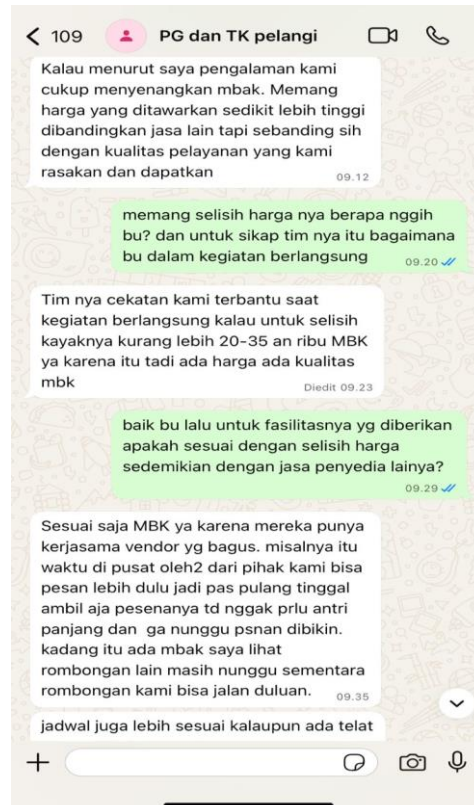 109 PG dan TK pelangi
Kalau menurut saya pengalaman kami
cukup menyenangkan mbak. Memang
harga yang ditawarkan sedikit lebih tinggi
dibandingkan jasa lain tapi sebanding sih
dengan kualitas pelayanan yang kami
rasakan dan dapatkan
09.12
memang selisih harga nya berapa nggih
bu? dan untuk sikap tim nya itu bagaimana
bu dalam kegiatan berlangsung
09.20
Tim nya cekatan kami terbantu saat
kegiatan berlangsung kalau untuk selisih
kayaknya kurang lebih 20-35 an ribu MBK
ya karena itu tadi ada harga ada kualitas
mbk
Diedit 09.23
baik bu lalu untuk fasilitasnya yg diberikan
apakah sesuai dengan selisih harga
sedemikian dengan jasa penyedia lainya?
09.29
Sesuai saja MBK ya karena mereka punya
kerjasama vendor yg bagus. misalnya itu
waktu di pusat oleh2 dari pihak kami bisa
pesan lebih dulu jadi pas pulang tinggal
ambil aja pesenanya td nggak prlu antri
panjang dan ga nunggu psnan dibikin.
kadang itu ada mbak saya lihat
rombongan lain masih nunggu sementara
rombongan kami bisa jalan duluan.
09.35
jadwal juga lebih sesuai kalaupun ada telat